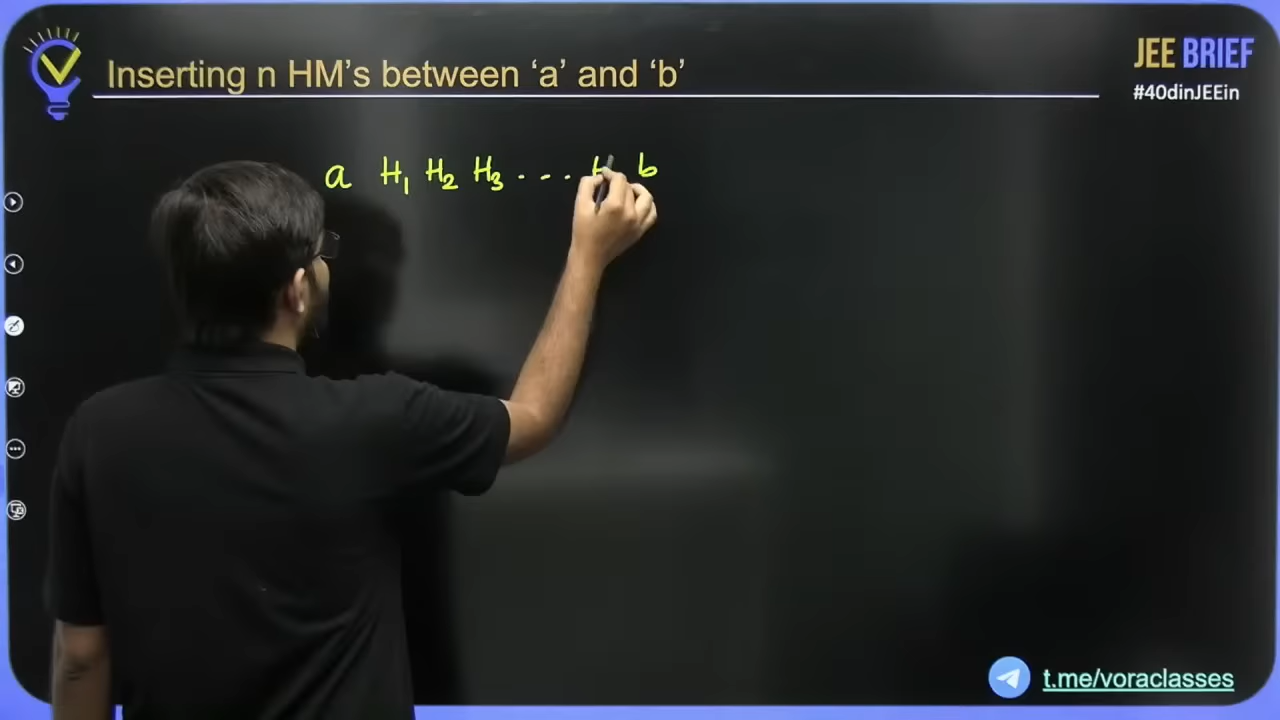 Inserting n HM's between ‘a’ and ‘b’
JEE BRIEF
#40dinJEEin
a H₁ H₂ H₃ . . . b
t.me/voraclasses